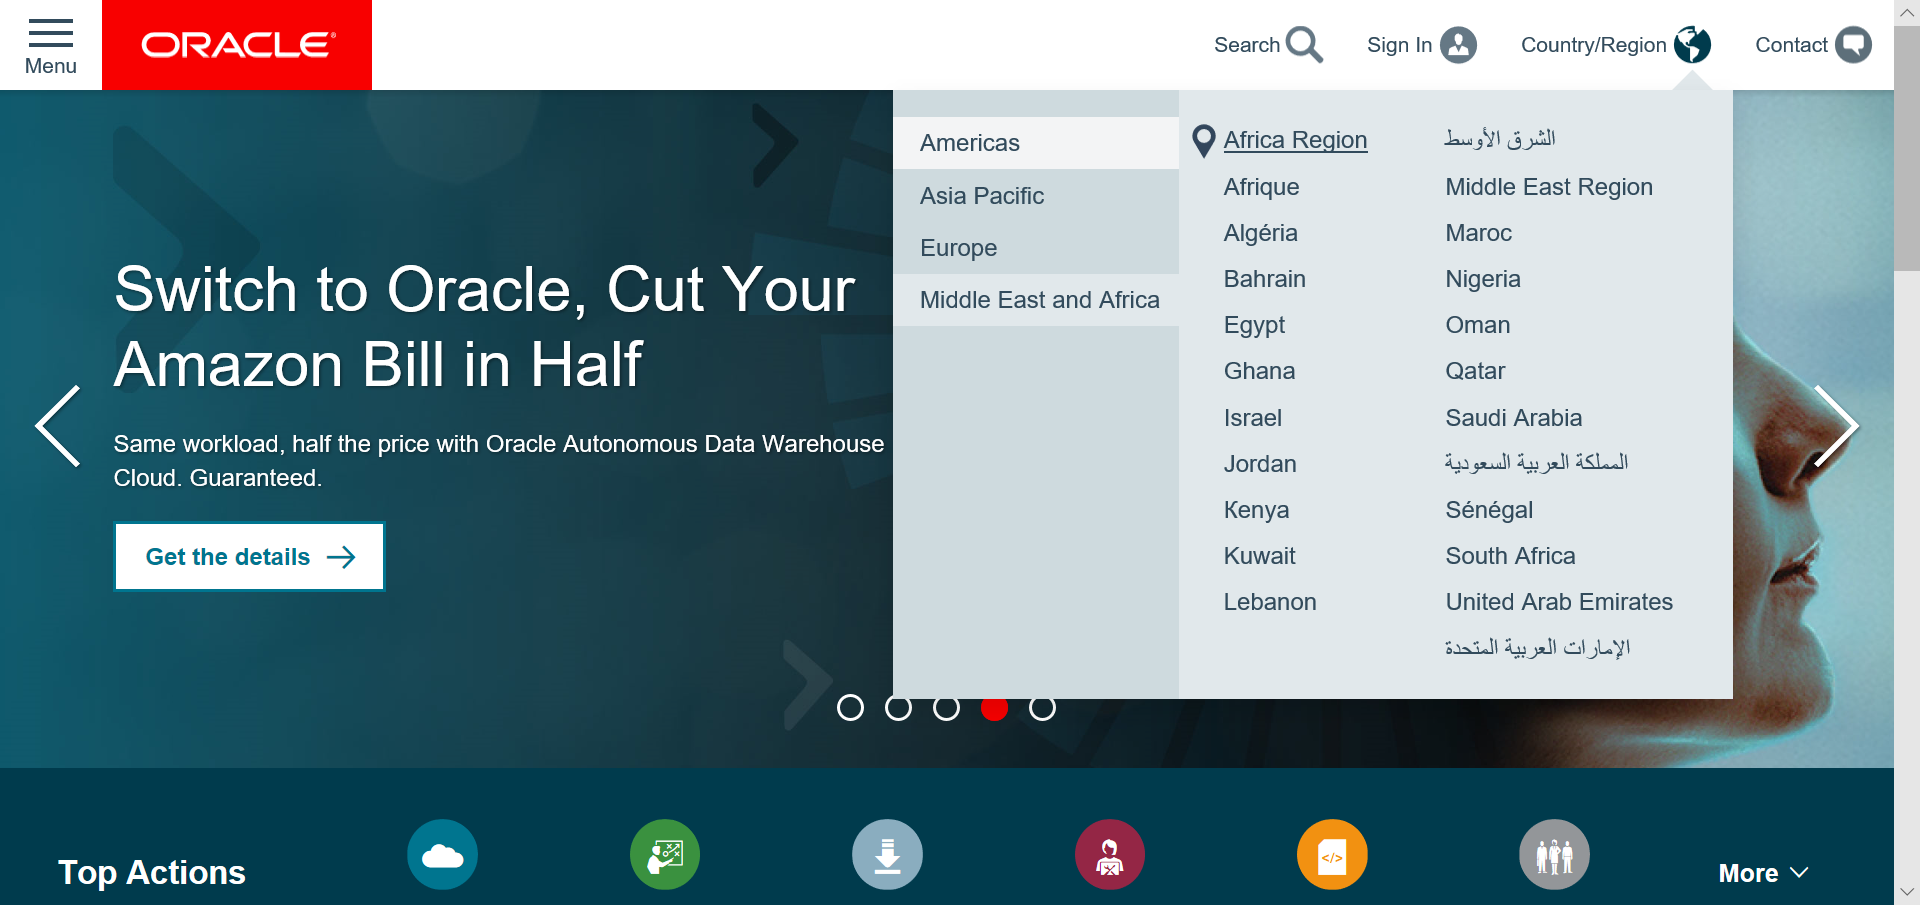 Menu
ORACLE®
Search
Sign In
Country/Region
Contact
Americas
Asia Pacific
Europe
Middle East and Africa
Africa Region
Afrique
Algéria
Bahrain
Egypt
Ghana
Israel
Jordan
Kenya
Kuwait
Lebanon
الشرق الأوسط
Middle East Region
Maroc
Nigeria
Oman
Qatar
Saudi Arabia
المملكة العربية السعودية
Sénégal
South Africa
United Arab Emirates
الإمارات العربية المتحدة
Switch to Oracle, Cut Your
Amazon Bill in Half
Same workload, half the price with Oracle Autonomous Data Warehouse
Cloud. Guaranteed.
Get the details
Top Actions
</>
More